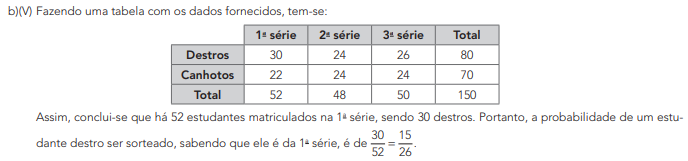 b)(V) Fazendo uma tabela com os dados fornecidos, tem-se:
1ª série 2ª série 3ª série Total
Destros 30 24 26 80
Canhotos 22 24 24 70
Total 52 48 50 150
Assim, conclui-se que há 52 estudantes matriculados na 1ª série, sendo 30 destros. Portanto, a probabilidade de um estu-
dante destro ser sorteado, sabendo que ele é da 1ª série, é de 30/52 = 15/26.